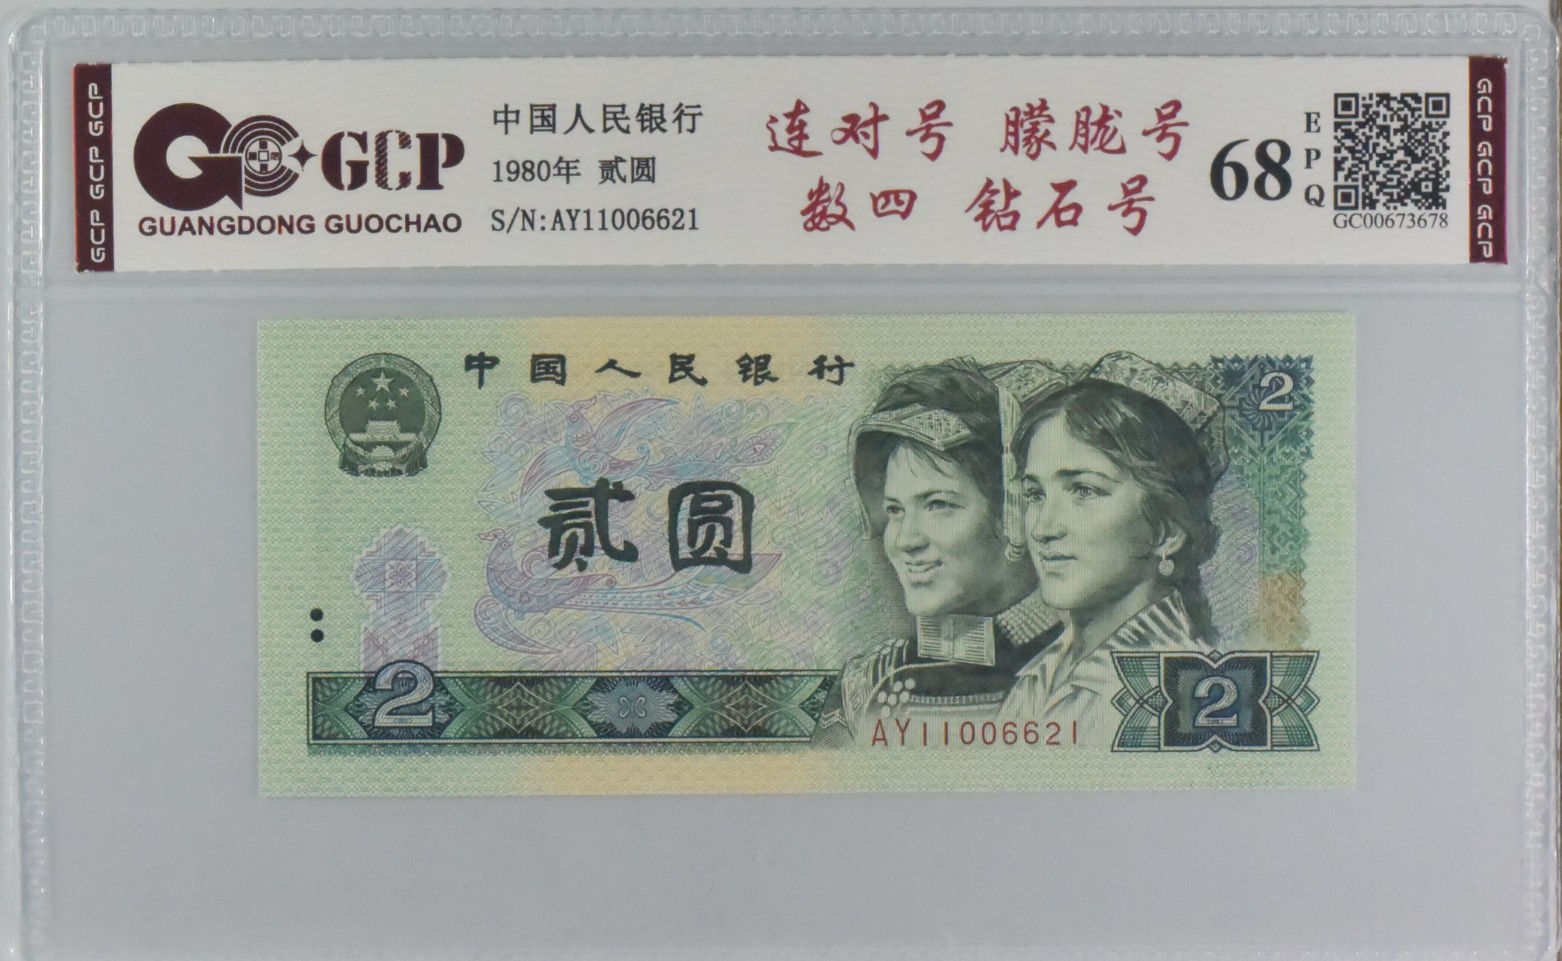 GCP GCP GCP
GCP
GUANGDONG GUOCHAO
中国人民银行
1980年 贰圆
S/N:AY11006621
连对号 朦胧号
数四 钻石号
68
EPQ
GC00673678
GCP GCP GCP
中国人民银行
2
贰圆
2
AY11006621
2